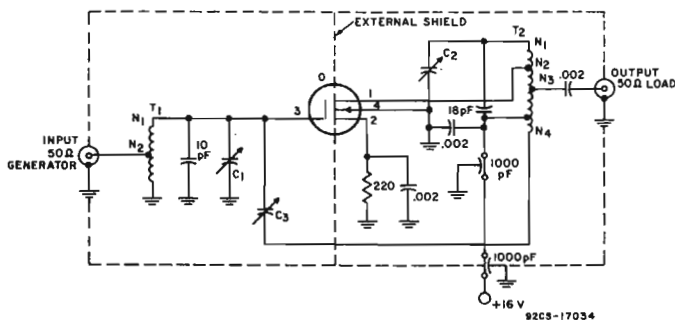 EXTERNAL SHIELD
T2
N1
C2
N2
0
N3
.002
OUTPUT
50Ω LOAD
1
4
18pF
T1
3
2
N1
N4
INPUT
50Ω
GENERATOR
10
pF
.002
N2
C1
1000
pF
220
.002
C3
1000pF
+16 V
92CS-17034